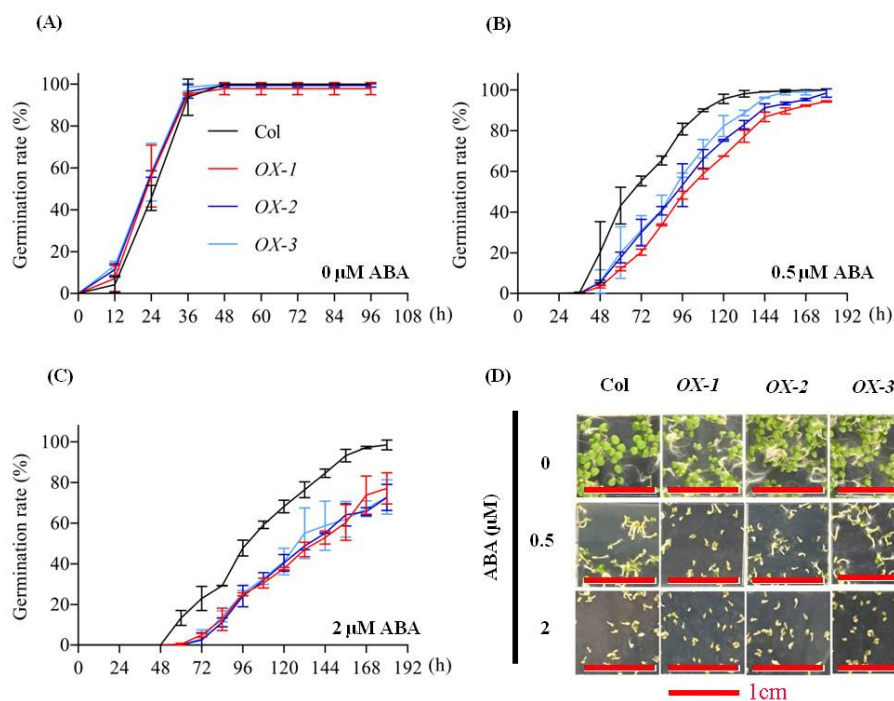 (A)
Germination rate (%)
100
80
60
40
20
0
Col
OX-1
OX-2
OX-3
0 μM ABA
0 12 24 36 48 60 72 84 96 108 (h)
(B)
Germination rate (%)
100
80
60
40
20
0
0.5 μM ABA
0 24 48 72 96 120 144 168 192 (h)
(C)
Germination rate (%)
100
80
60
40
20
0
2 μM ABA
0 24 48 72 96 120 144 168 192 (h)
(D)
Col OX-1 OX-2 OX-3
ABA (μM)
0
0.5
2
1cm